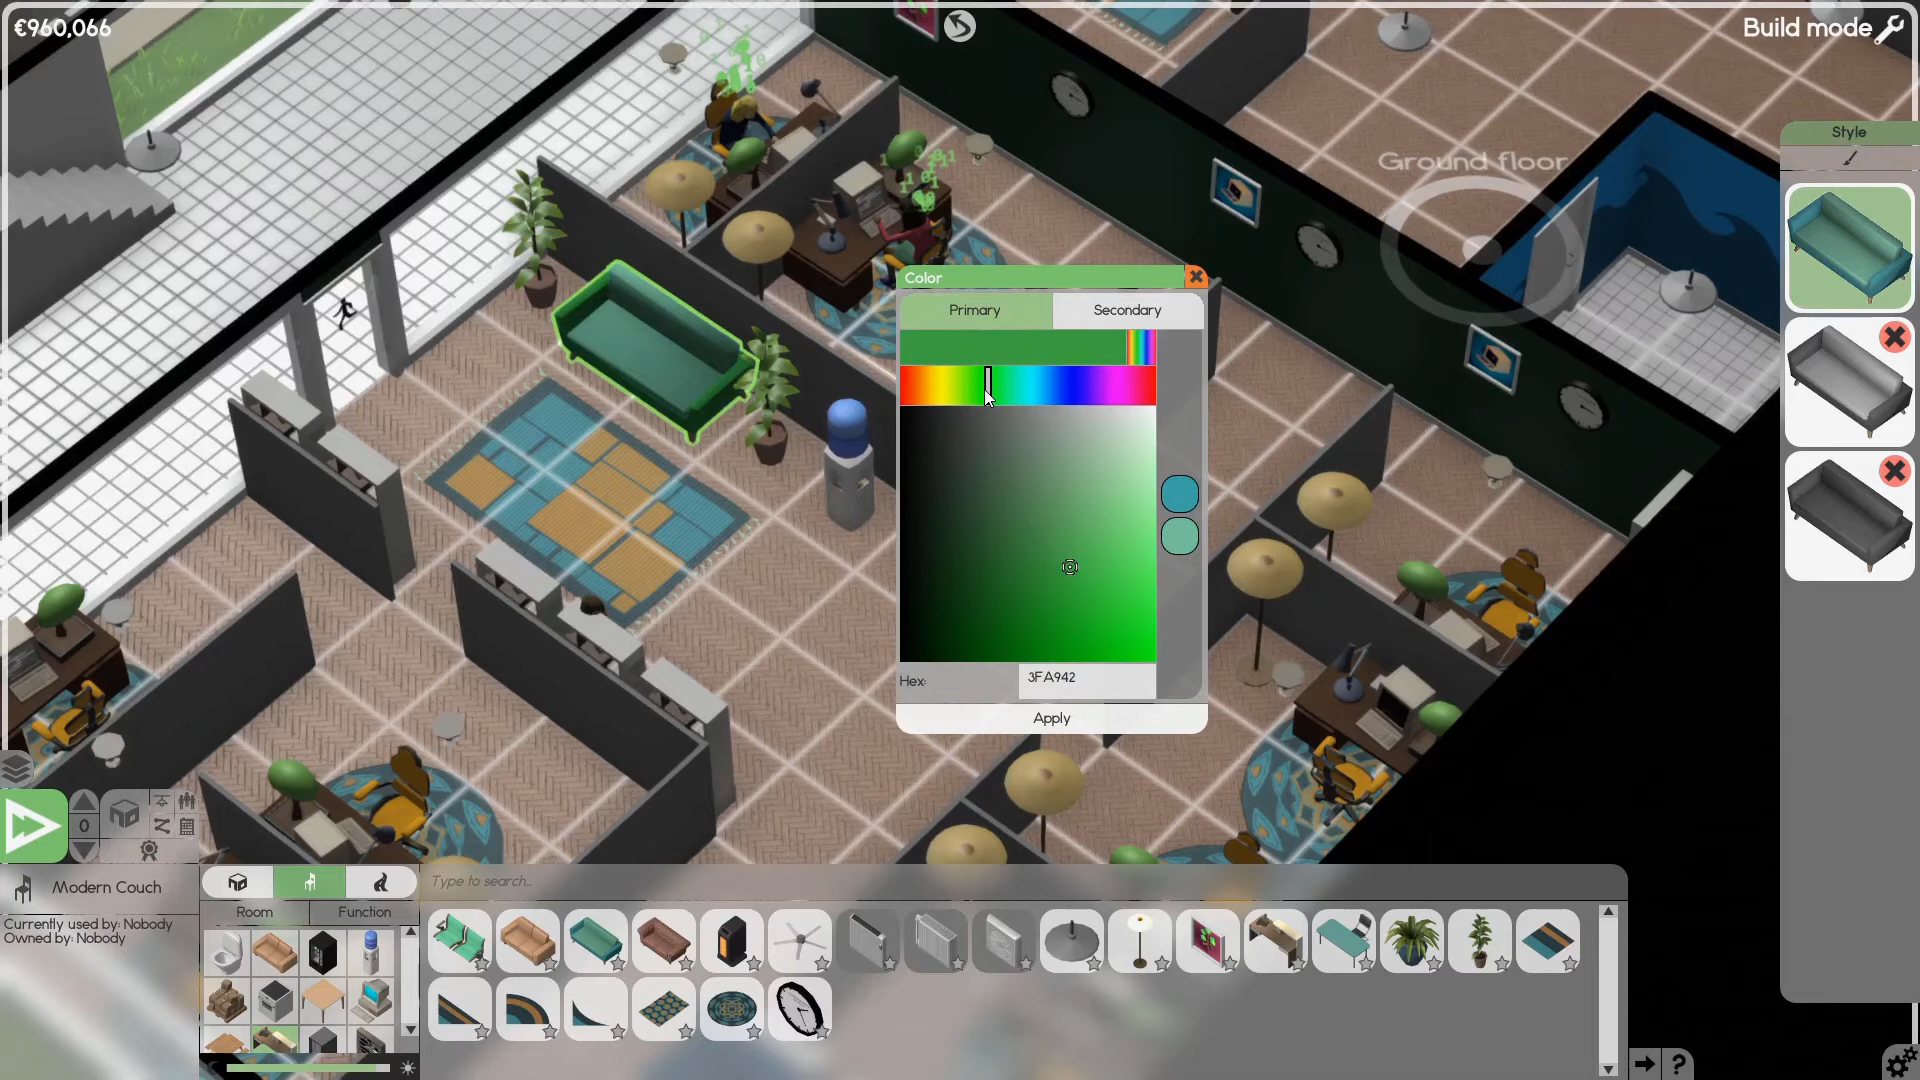 €960,066
Build mode
Style
Ground floor
Color
Primary
Secondary
Hex:
3FA942
Apply
0
Modern Couch
Currently used by: Nobody
Owned by: Nobody
Room
Function
Type to search...
?